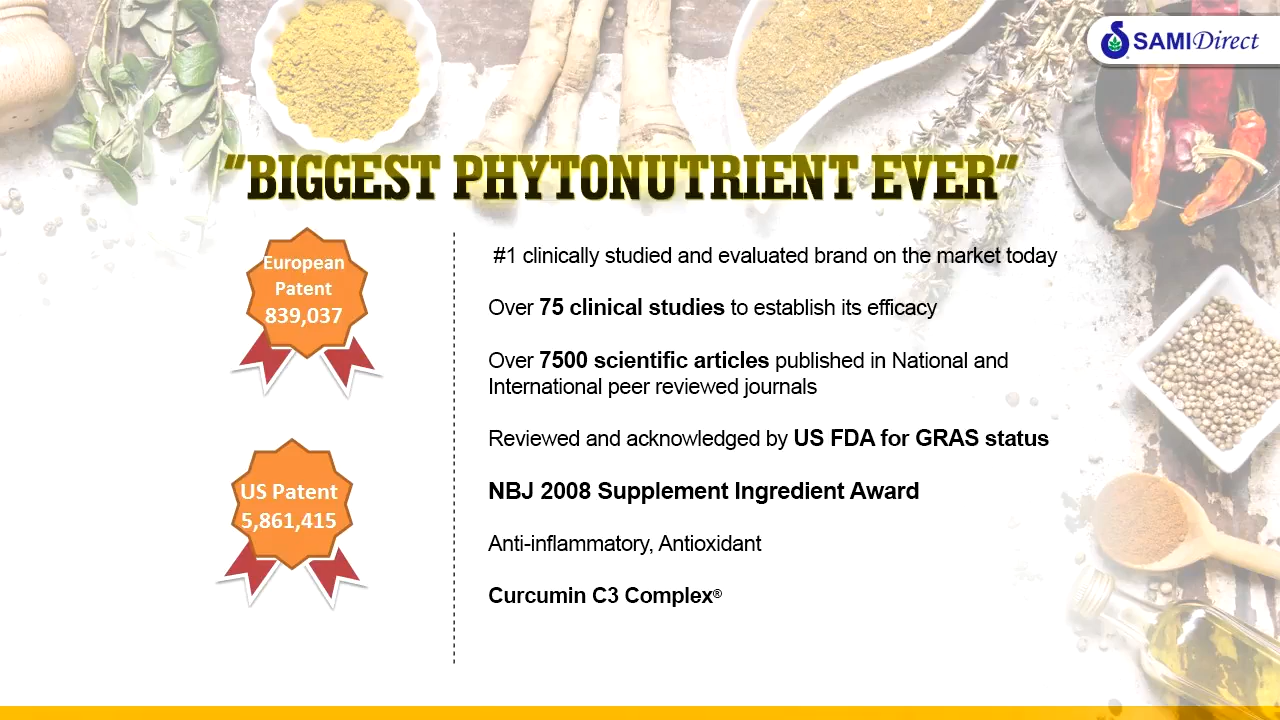 SAMIDirect
"BIGGEST PHYTONUTRIENT EVER"
European
Patent
839,037
US Patent
5,861,415
#1 clinically studied and evaluated brand on the market today
Over 75 clinical studies to establish its efficacy
Over 7500 scientific articles published in National and
International peer reviewed journals
Reviewed and acknowledged by US FDA for GRAS status
NBJ 2008 Supplement Ingredient Award
Anti-inflammatory, Antioxidant
Curcumin C3 Complex®